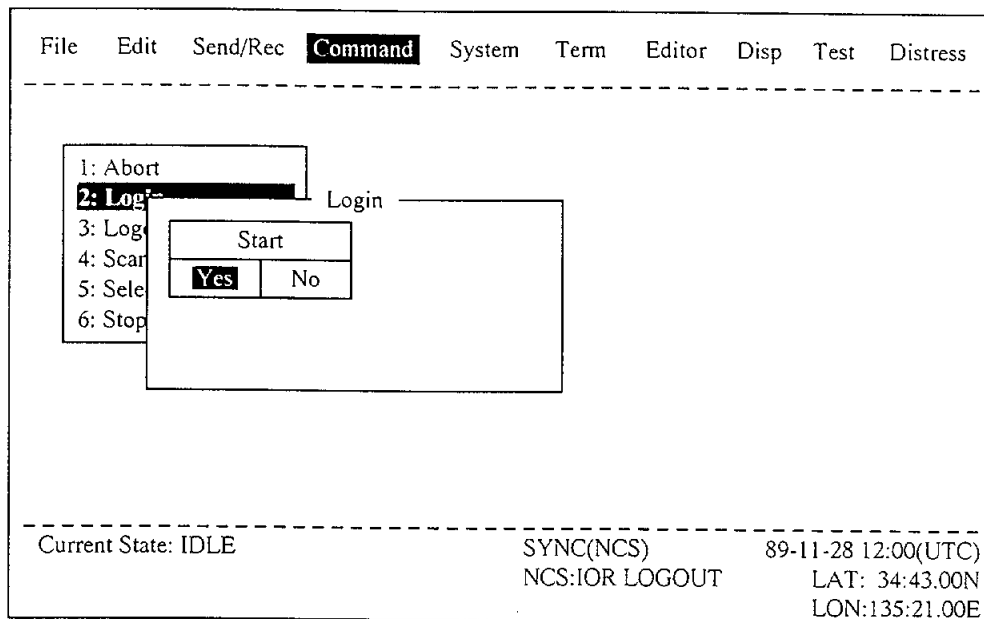 File Edit Send/Rec Command System Term Editor Disp Test Distress
1: Abort
2: Login
3: Logo
4: Scan
5: Sele
6: Stop
Login
Start
Yes No
Current State: IDLE
SYNC(NCS)
NCS:IOR LOGOUT
89-11-28 12:00(UTC)
LAT: 34:43.00N
LON:135:21.00E